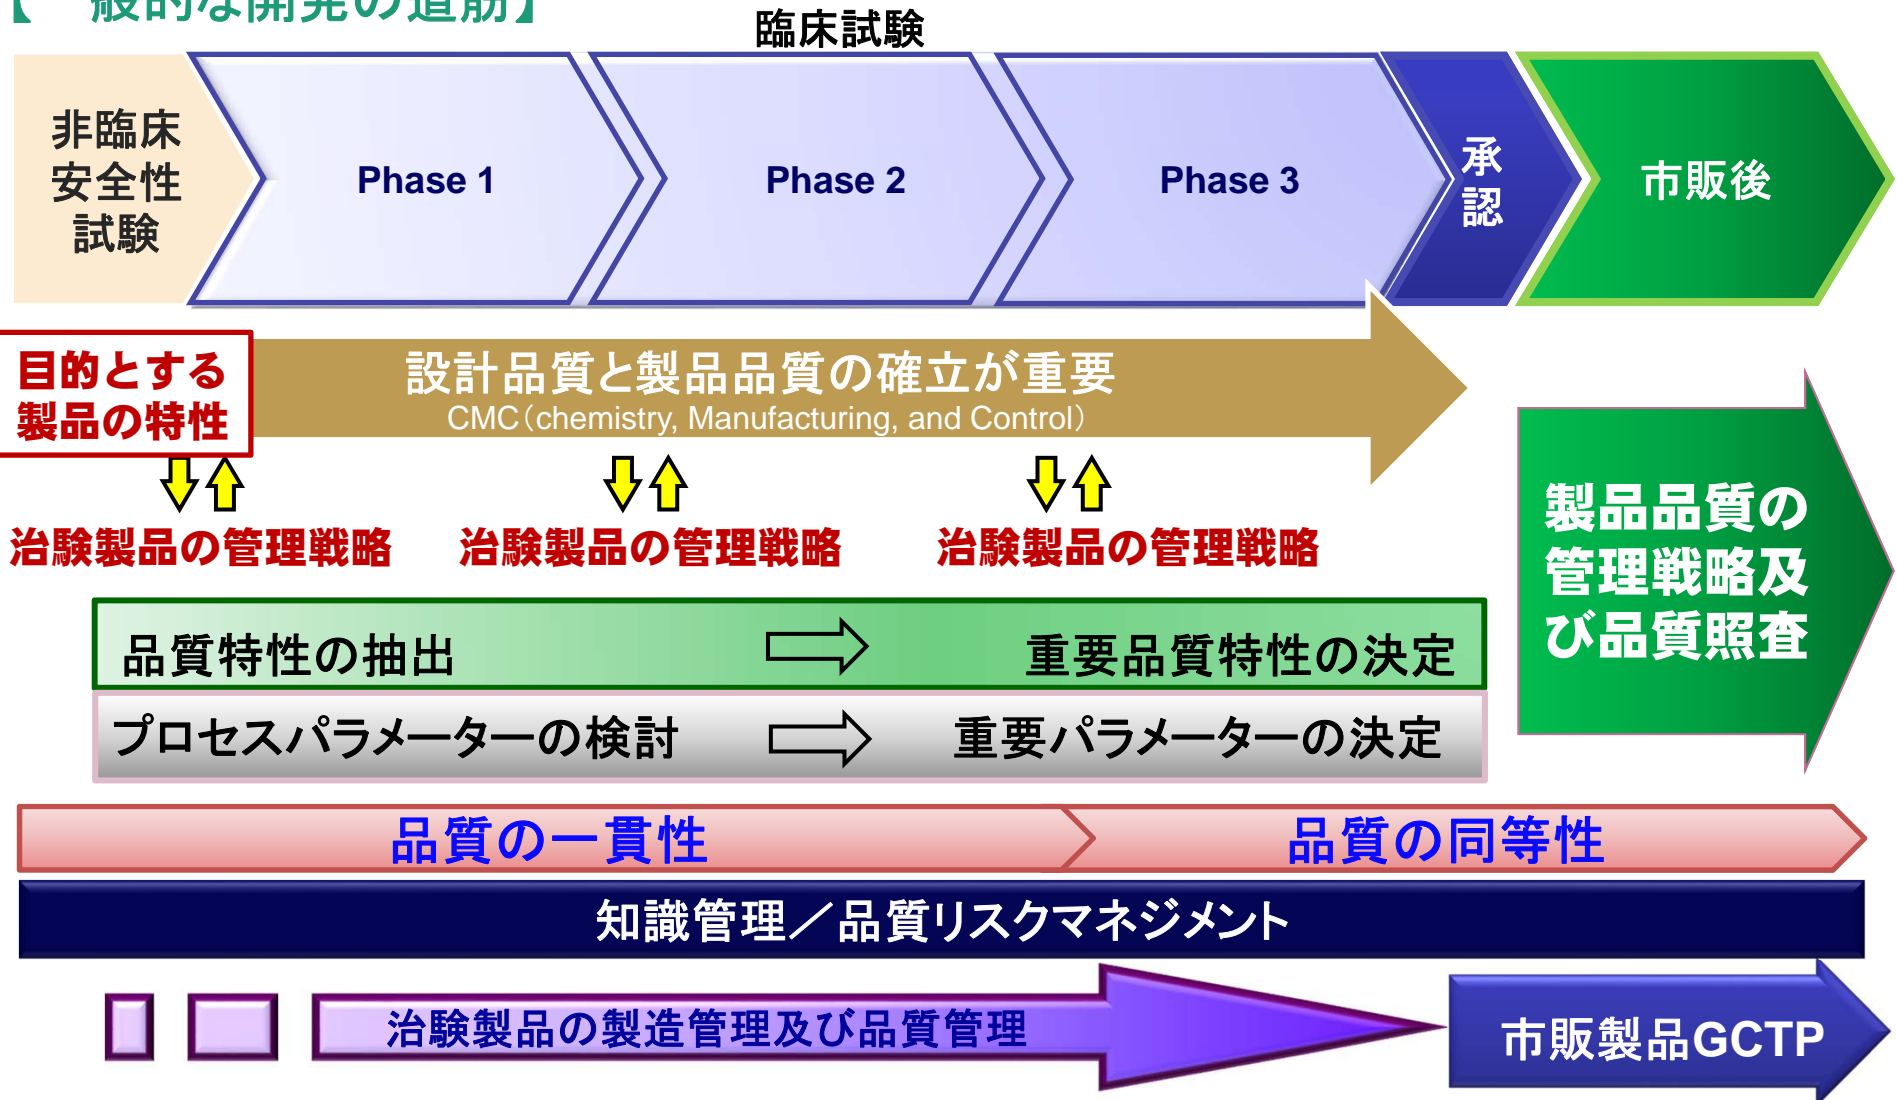 【一般的な開発の道筋】
臨床試験
非臨床
安全性
試験
Phase 1
Phase 2
Phase 3
承
認
市販後
目的とする
製品の特性
設計品質と製品品質の確立が重要
CMC（chemistry, Manufacturing, and Control）
治験製品の管理戦略
治験製品の管理戦略
治験製品の管理戦略
製品品質の
管理戦略及
び品質照査
品質特性の抽出
重要品質特性の決定
プロセスパラメーターの検討
重要パラメーターの決定
品質の一貫性
品質の同等性
知識管理／品質リスクマネジメント
治験製品の製造管理及び品質管理
市販製品GCTP